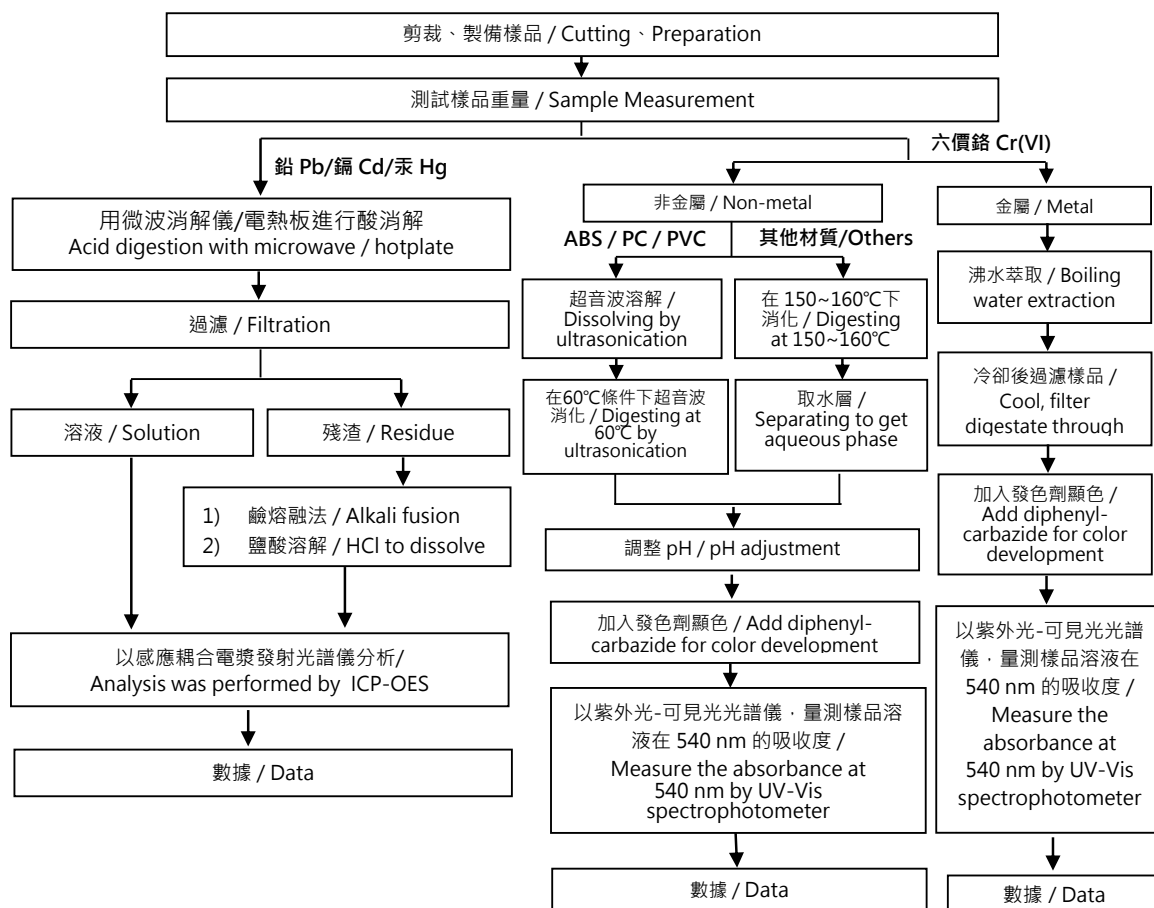 剪裁、製備樣品 / Cutting、Preparation
測試樣品重量 / Sample Measurement
鉛 Pb/鎘 Cd/汞 Hg
用微波消解儀/電熱板進行酸消解
Acid digestion with microwave / hotplate
過濾 / Filtration
溶液 / Solution
殘渣 / Residue
1) 鹼熔融法 / Alkali fusion
2) 鹽酸溶解 / HCl to dissolve
以感應耦合電漿發射光譜儀分析/
Analysis was performed by ICP-OES
數據 / Data
六價鉻 Cr(VI)
非金屬 / Non-metal
ABS / PC / PVC
超音波溶解 /
Dissolving by
ultrasonication
在60℃條件下超音波
消化 / Digesting at
60℃ by
ultrasonication
其他材質/Others
在 150~160℃下
消化 / Digesting
at 150~160℃
取水層 /
Separating to get
aqueous phase
調整 pH / pH adjustment
加入發色劑顯色 / Add diphenyl-
carbazide for color development
以紫外光-可見光光譜儀，量測樣品溶
液在 540 nm 的吸收度 /
Measure the absorbance at
540 nm by UV-Vis
spectrophotometer
數據 / Data
金屬 / Metal
沸水萃取 / Boiling
water extraction
冷卻後過濾樣品 /
Cool, filter
digestate through
加入發色劑顯色 /
Add diphenyl-
carbazide for color
development
以紫外光-可見光光譜
儀，量測樣品溶液在
540 nm 的吸收度 /
Measure the
absorbance at
540 nm by UV-Vis
spectrophotometer
數據 / Data